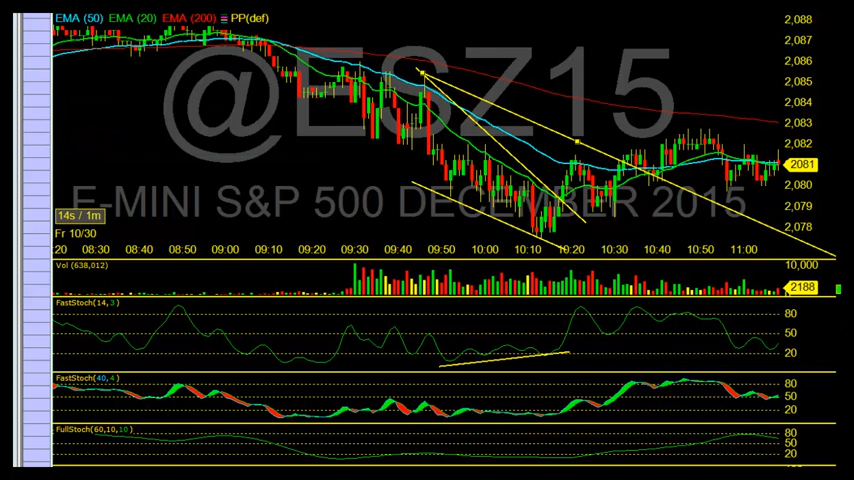 EMA (50) EMA (20) EMA (200) PP(def)
@ESZ15
E-MINI S&P 500 DECEMBER 2015
2,088
2,087
2,086
2,085
2,084
2,083
2,082
2081
2,080
2,079
2,078
14s / 1m
Fr 10/30
:20 08:30 08:40 08:50 09:00 09:10 09:20 09:30 09:40 09:50 10:00 10:10 10:20 10:30 10:40 10:50 11:00
Vol (638,012)
10,000
2188
FastStoch(14,3)
80
50
20
FastStoch(40,4)
80
50
20
FullStoch(60,10,10)
80
50
20